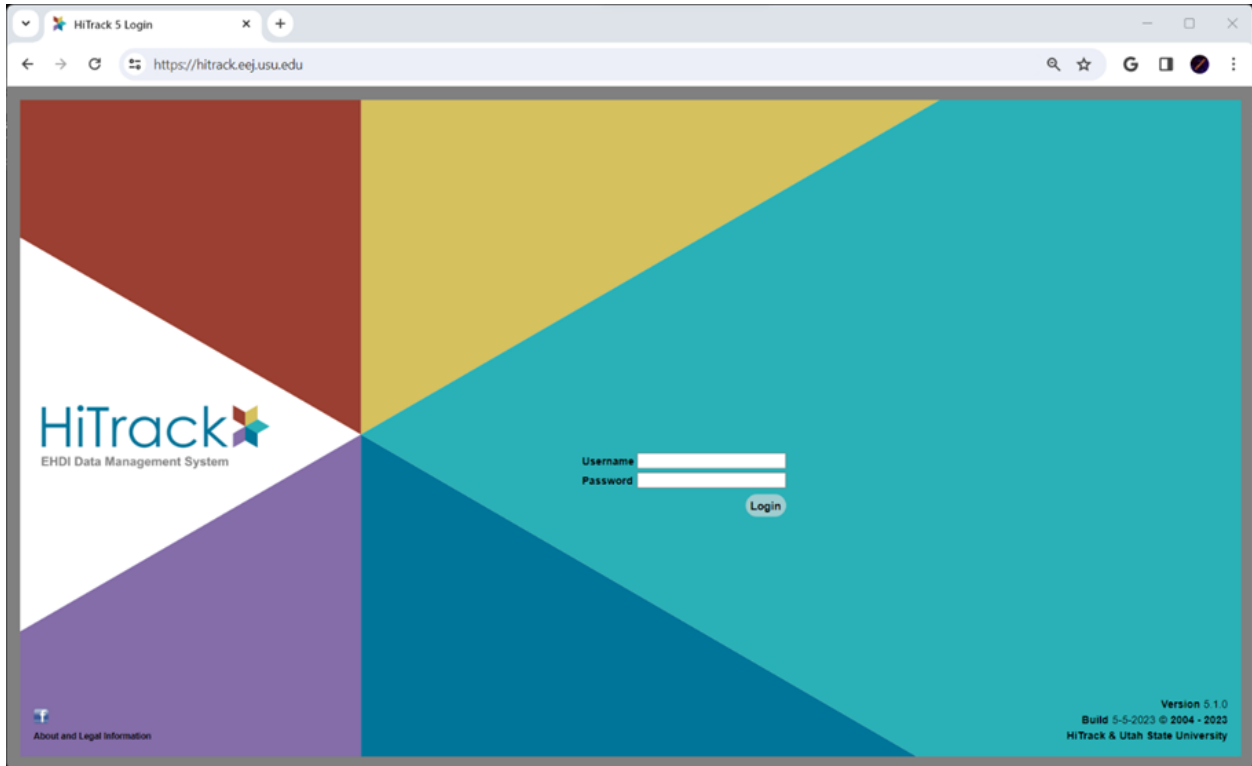 HiTrack 5 Login
https://hitrack.eej.usu.edu
HiTrack
EHDI Data Management System
Username
Password
Login
About and Legal Information
Version 5.1.0
Build 5-5-2023 © 2004 - 2023
HiTrack & Utah State University